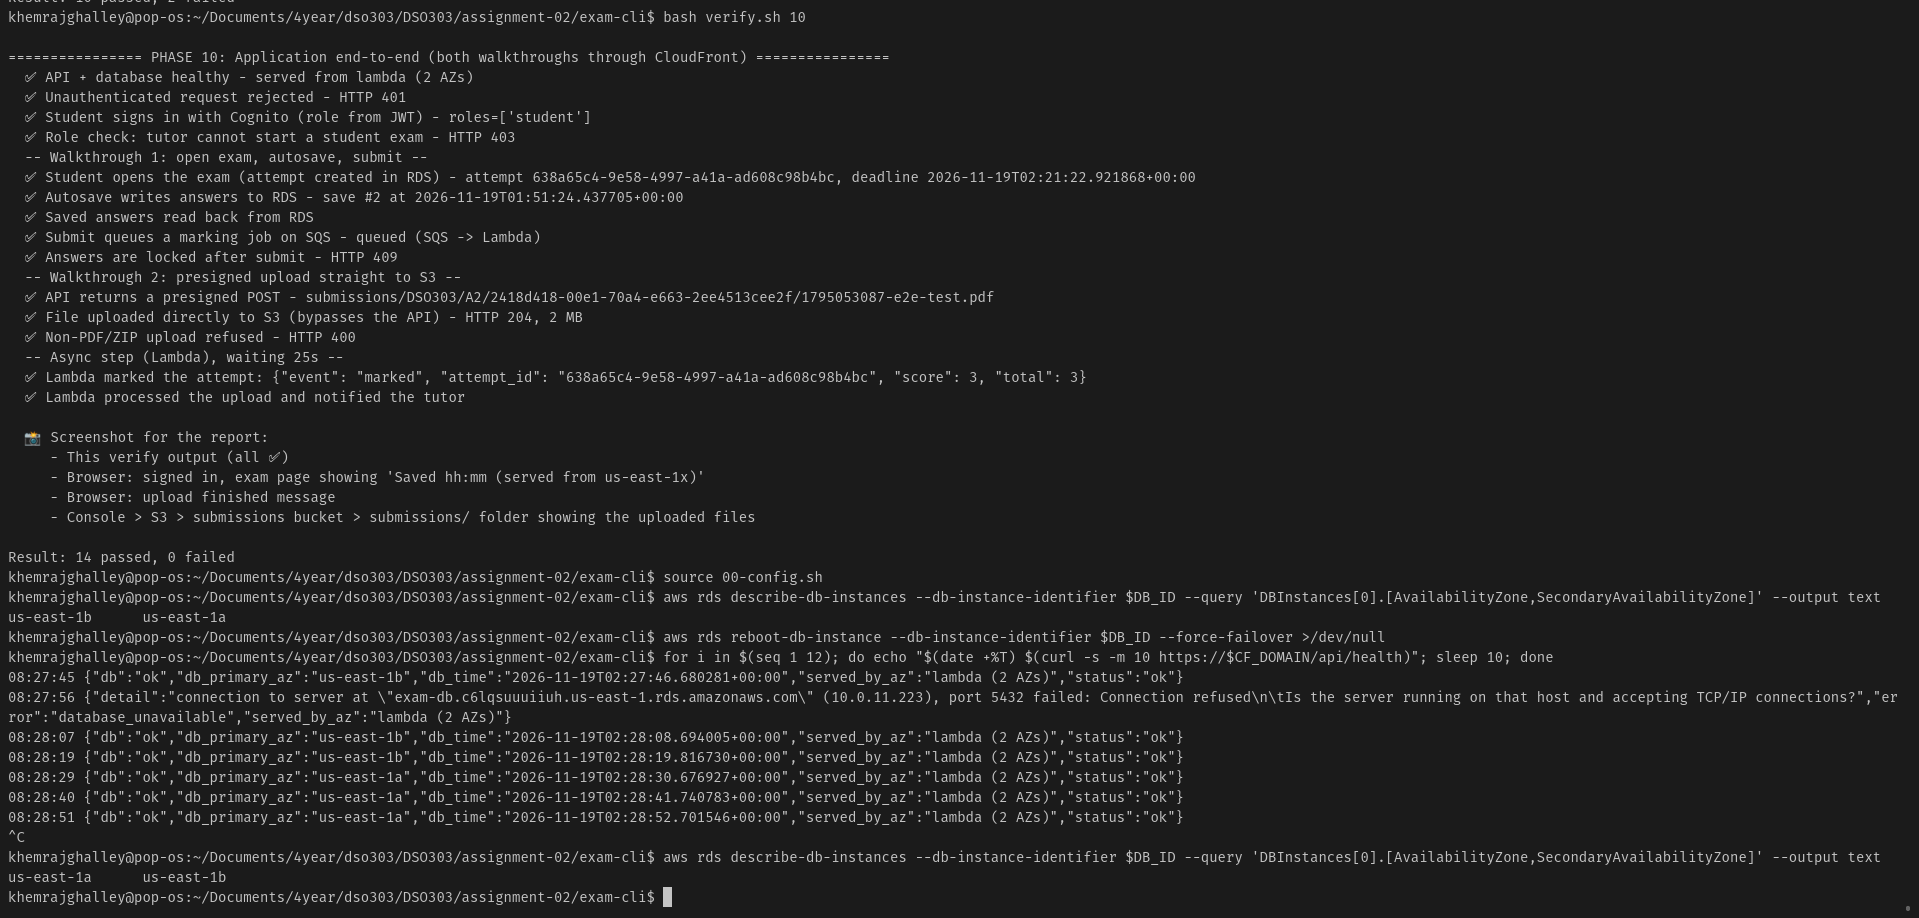 khemrajghalley@pop-os:~/Documents/4year/dso303/DSO303/assignment-02/exam-cli$ bash verify.sh 10
================ PHASE 10: Application end-to-end (both walkthroughs through CloudFront) ================
✅ API + database healthy - served from lambda (2 AZs)
✅ Unauthenticated request rejected - HTTP 401
✅ Student signs in with Cognito (role from JWT) - roles=['student']
✅ Role check: tutor cannot start a student exam - HTTP 403
-- Walkthrough 1: open exam, autosave, submit --
✅ Student opens the exam (attempt created in RDS) - attempt 638a65c4-9e58-4997-a41a-ad608c98b4bc, deadline 2026-11-19T02:21:22.921868+00:00
✅ Autosave writes answers to RDS - save #2 at 2026-11-19T01:51:24.437705+00:00
✅ Saved answers read back from RDS
✅ Submit queues a marking job on SQS - queued (SQS -> Lambda)
✅ Answers are locked after submit - HTTP 409
-- Walkthrough 2: presigned upload straight to S3 --
✅ API returns a presigned POST - submissions/DSO303/A2/2418d418-00e1-70a4-e663-2ee4513cee2f/1795053087-e2e-test.pdf
✅ File uploaded directly to S3 (bypasses the API) - HTTP 204, 2 MB
✅ Non-PDF/ZIP upload refused - HTTP 400
-- Async step (Lambda), waiting 25s --
✅ Lambda marked the attempt: {"event": "marked", "attempt_id": "638a65c4-9e58-4997-a41a-ad608c98b4bc", "score": 3, "total": 3}
✅ Lambda processed the upload and notified the tutor
📸 Screenshot for the report:
- This verify output (all ✅)
- Browser: signed in, exam page showing 'Saved hh:mm (served from us-east-1x)'
- Browser: upload finished message
- Console > S3 > submissions bucket > submissions/ folder showing the uploaded files
Result: 14 passed, 0 failed
khemrajghalley@pop-os:~/Documents/4year/dso303/DSO303/assignment-02/exam-cli$ source 00-config.sh
khemrajghalley@pop-os:~/Documents/4year/dso303/DSO303/assignment-02/exam-cli$ aws rds describe-db-instances --db-instance-identifier $DB_ID --query 'DBInstances[0].[AvailabilityZone,SecondaryAvailabilityZone]' --output text
us-east-1b us-east-1a
khemrajghalley@pop-os:~/Documents/4year/dso303/DSO303/assignment-02/exam-cli$ aws rds reboot-db-instance --db-instance-identifier $DB_ID --force-failover >/dev/null
khemrajghalley@pop-os:~/Documents/4year/dso303/DSO303/assignment-02/exam-cli$ for i in $(seq 1 12); do echo "$(date +%T) $(curl -s -m 10 https://$CF_DOMAIN/api/health)"; sleep 10; done
08:27:45 {"db":"ok","db_primary_az":"us-east-1b","db_time":"2026-11-19T02:27:46.680281+00:00","served_by_az":"lambda (2 AZs)","status":"ok"}
08:27:56 {"detail":"connection to server at \"exam-db.c6lqsuuuiiuh.us-east-1.rds.amazonaws.com\" (10.0.11.223), port 5432 failed: Connection refused\n\tIs the server running on that host and accepting TCP/IP connections?","er
ror":"database_unavailable","served_by_az":"lambda (2 AZs)"}
08:28:07 {"db":"ok","db_primary_az":"us-east-1b","db_time":"2026-11-19T02:28:08.694005+00:00","served_by_az":"lambda (2 AZs)","status":"ok"}
08:28:19 {"db":"ok","db_primary_az":"us-east-1b","db_time":"2026-11-19T02:28:19.816730+00:00","served_by_az":"lambda (2 AZs)","status":"ok"}
08:28:29 {"db":"ok","db_primary_az":"us-east-1a","db_time":"2026-11-19T02:28:30.676927+00:00","served_by_az":"lambda (2 AZs)","status":"ok"}
08:28:40 {"db":"ok","db_primary_az":"us-east-1a","db_time":"2026-11-19T02:28:41.740783+00:00","served_by_az":"lambda (2 AZs)","status":"ok"}
08:28:51 {"db":"ok","db_primary_az":"us-east-1a","db_time":"2026-11-19T02:28:52.701546+00:00","served_by_az":"lambda (2 AZs)","status":"ok"}
^C
khemrajghalley@pop-os:~/Documents/4year/dso303/DSO303/assignment-02/exam-cli$ aws rds describe-db-instances --db-instance-identifier $DB_ID --query 'DBInstances[0].[AvailabilityZone,SecondaryAvailabilityZone]' --output text
us-east-1a us-east-1b
khemrajghalley@pop-os:~/Documents/4year/dso303/DSO303/assignment-02/exam-cli$